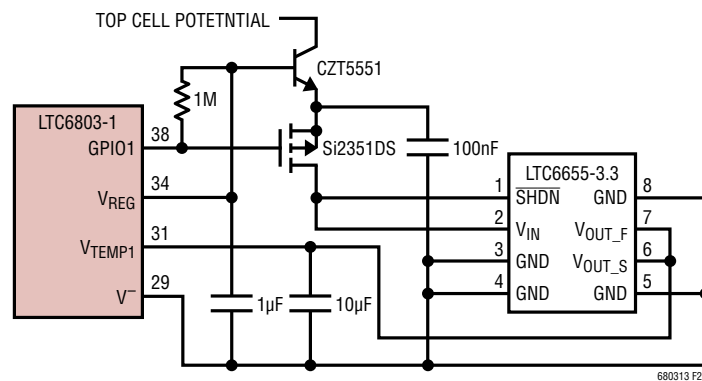 TOP CELL POTETNTIAL
CZT5551
1M
LTC6803-1
38
GPIO1
Si2351DS
100nF
34
VREG
31
VTEMP1
29
V−
1µF
10µF
LTC6655-3.3
1
SHDN
GND
8
2
VIN
VOUT_F
7
3
GND
VOUT_S
6
4
GND
GND
5
680313 F2